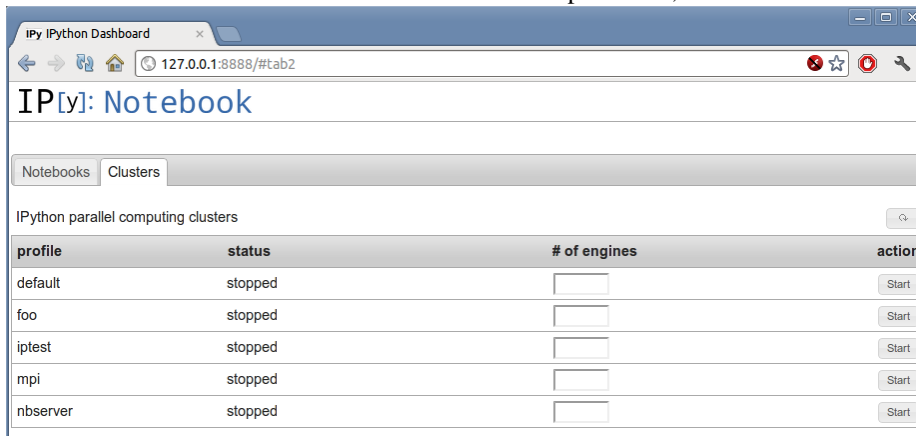 IPy IPython Dashboard
127.0.0.1:8888/#tab2
IP[y]: Notebook
Notebooks Clusters
IPython parallel computing clusters
profile status # of engines action
default stopped Start
foo stopped Start
iptest stopped Start
mpi stopped Start
nbserver stopped Start